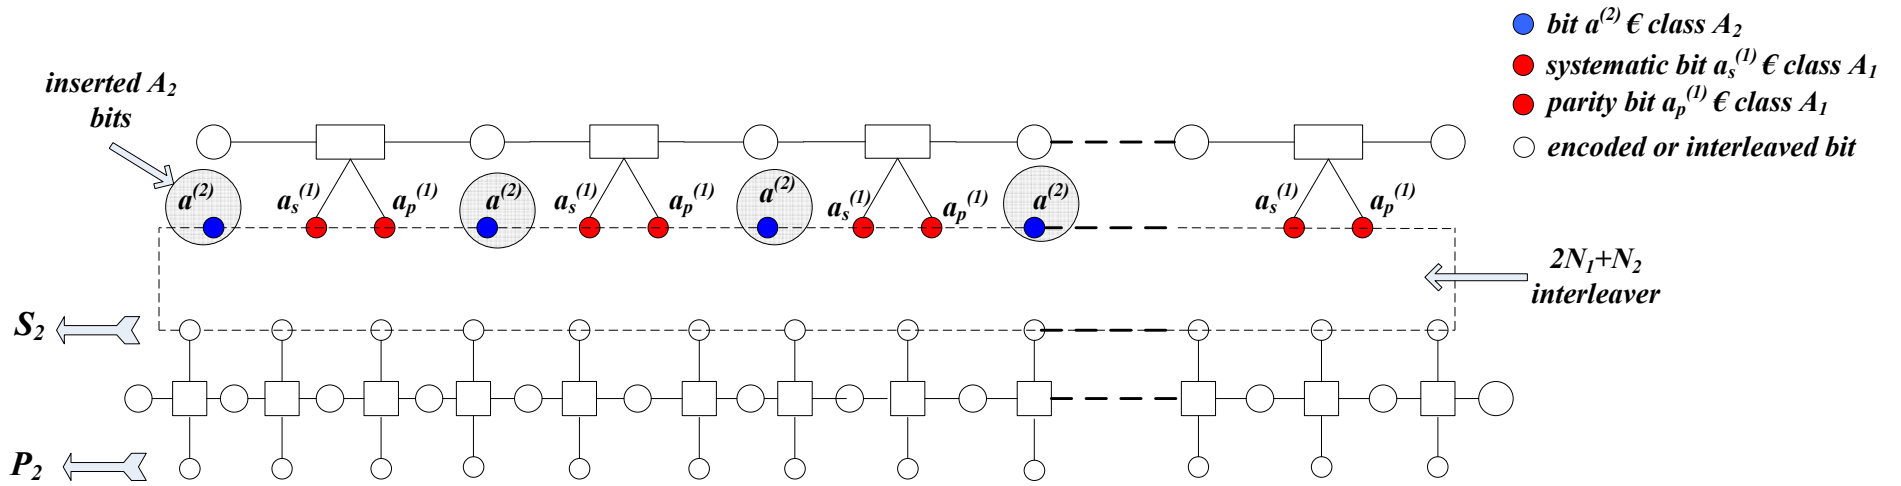 bit a^(2) € class A_2
systematic bit a_s^(1) € class A_1
parity bit a_p^(1) € class A_1
encoded or interleaved bit
inserted A_2
bits
a^(2) a_s^(1) a_p^(1) a^(2) a_s^(1) a_p^(1) a^(2) a_s^(1) a_p^(1) a^(2) a_s^(1) a_p^(1)
2N_1+N_2
interleaver
S_2
P_2